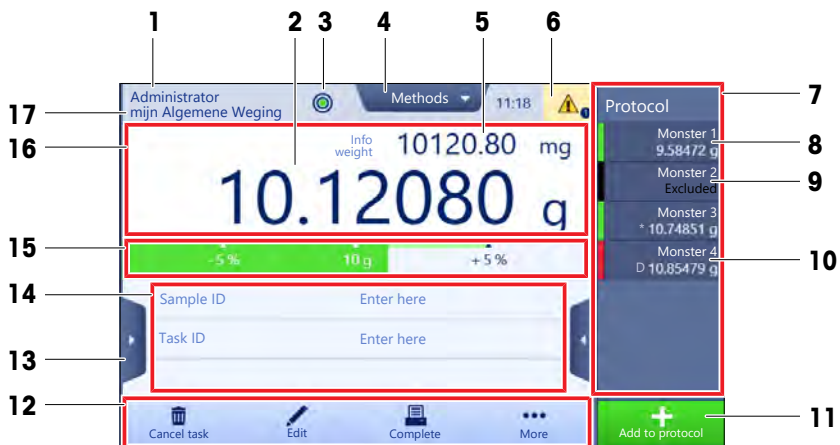 1 2 3 4 5 6
Administrator
mijn Algemene Weging
Methods
11:18
17
16
Info weight 10120.80 mg
10.12080 g
15
-5 % 10 g +5 %
14
Sample ID Enter here
Task ID Enter here
13
12
Cancel task Edit Complete More
Protocol
7
Monster 1
9.58472 g
8
Monster 2
Excluded
9
Monster 3
* 10.74851 g
Monster 4
D 10.85479 g
10
Add to protocol
11